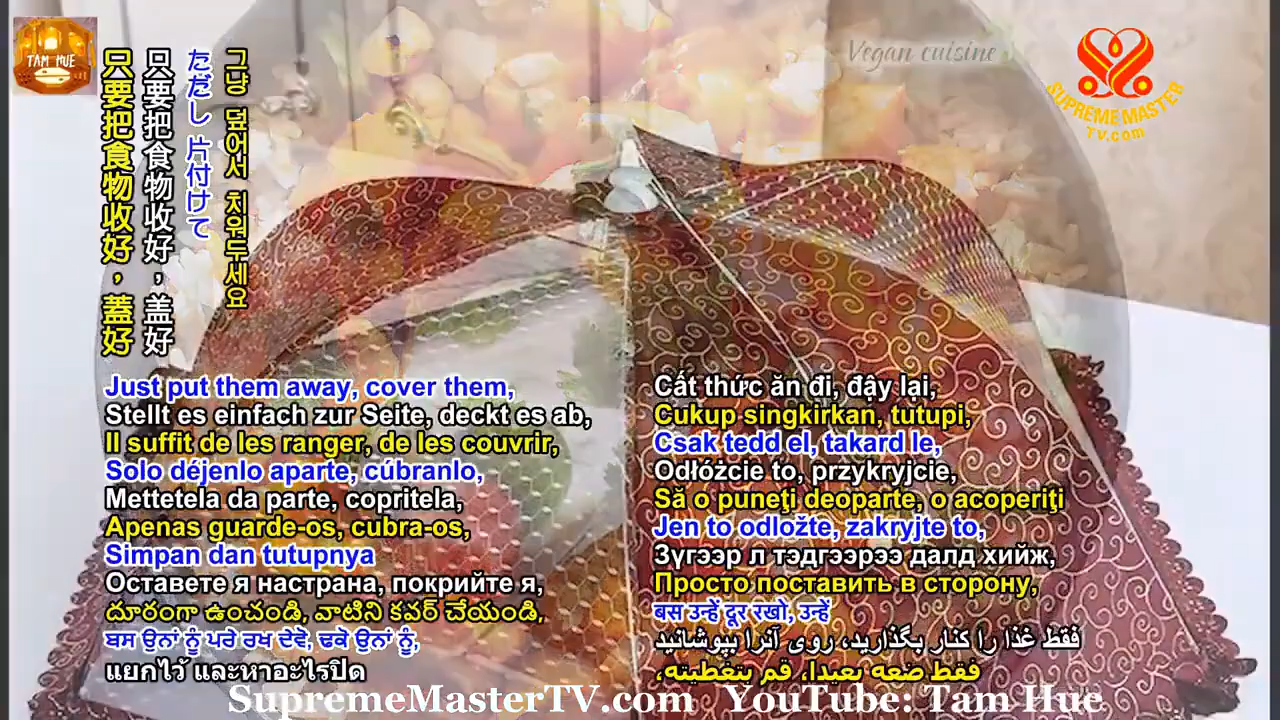 TAM HUE
Vegan cuisine
SUPREME MASTER
TV.com
只要把食物收好，蓋好
只要把食物收好，盖好
ただし 片付けて
그냥 덮어서 치워두세요
Just put them away, cover them,
Stellt es einfach zur Seite, deckt es ab,
Il suffit de les ranger, de les couvrir,
Solo déjenlo aparte, cúbranlo,
Mettetela da parte, copritela,
Apenas guarde-os, cubra-os,
Simpan dan tutupnya
Оставете я настрана, покрийте я,
దూరంగా ఉంచండి, వాటిని కవర్ చేయండి,
ਬਸ ਉਨਾਂ ਨੂੰ ਪਰੇ ਰਖ ਦੇਵੋ, ਢਕੋ ਉਨਾਂ ਨੂੰ,
แยกไว้ และหาอะไรปิด
Cất thức ăn đi, đậy lại,
Cukup singkirkan, tutupi,
Csak tedd el, takard le,
Odłóżcie to, przykryjcie,
Să o puneţi deoparte, o acoperiţi
Jen to odložte, zakryjte to,
Зүгээр л тэдгээрээ далд хийж,
Просто поставить в сторону,
बस उन्हें दूर रखो, उन्हें
فقط غذا را کنار بگذارید، روی آنرا بپوشانید
فقط ضعه بعيدا، قم بتغطيته،
SupremeMasterTV.com YouTube: Tam Hue